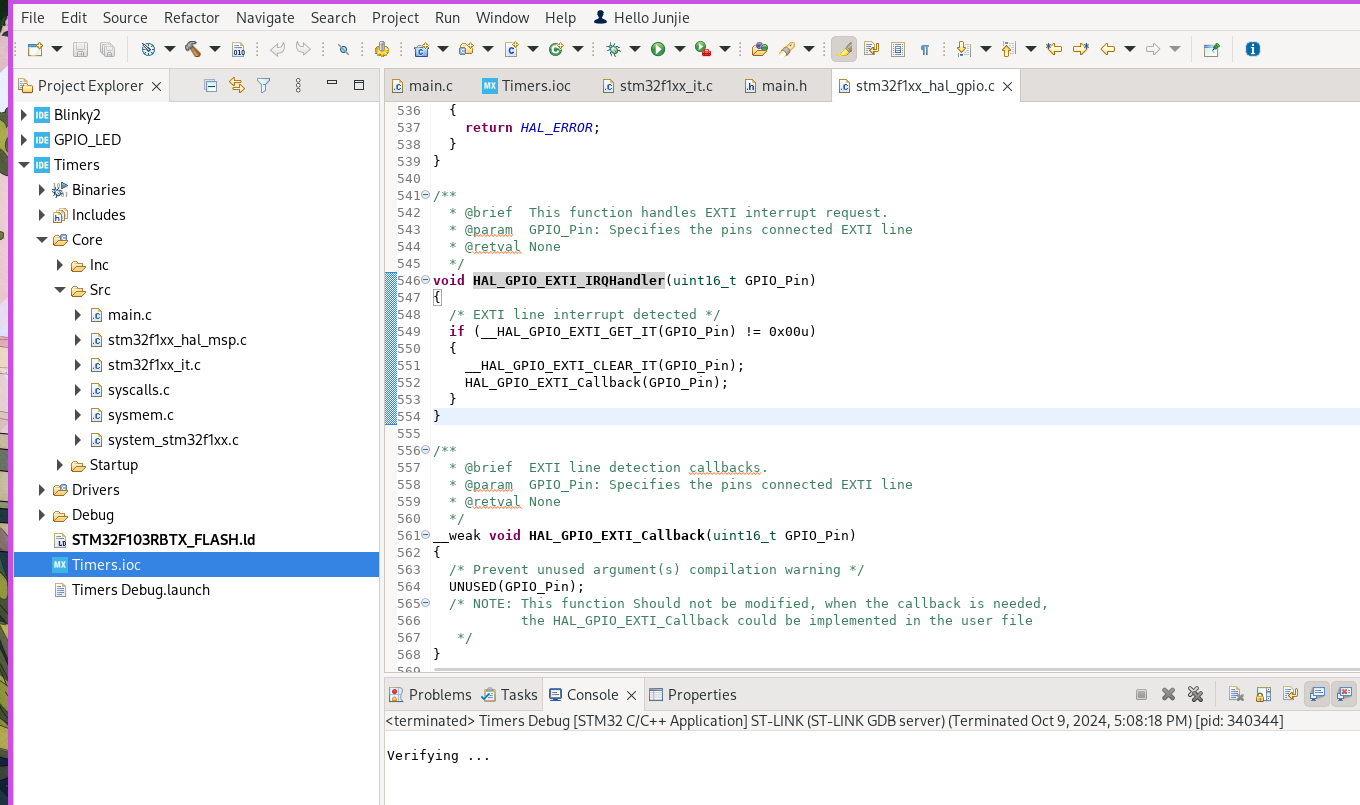 File Edit Source Refactor Navigate Search Project Run Window Help Hello Junjie
Project Explorer
Blinky2
GPIO_LED
Timers
Binaries
Includes
Core
Inc
Src
main.c
stm32f1xx_hal_msp.c
stm32f1xx_it.c
syscalls.c
sysmem.c
system_stm32f1xx.c
Startup
Drivers
Debug
STM32F103RBTX_FLASH.ld
Timers.ioc
Timers Debug.launch
main.c Timers.ioc stm32f1xx_it.c main.h stm32f1xx_hal_gpio.c
536 {
537 return HAL_ERROR;
538 }
539 }
540
541 /**
542 * @brief This function handles EXTI interrupt request.
543 * @param GPIO_Pin: Specifies the pins connected EXTI line
544 * @retval None
545 */
546 void HAL_GPIO_EXTI_IRQHandler(uint16_t GPIO_Pin)
547 {
548 /* EXTI line interrupt detected */
549 if (__HAL_GPIO_EXTI_GET_IT(GPIO_Pin) != 0x00u)
550 {
551 __HAL_GPIO_EXTI_CLEAR_IT(GPIO_Pin);
552 HAL_GPIO_EXTI_Callback(GPIO_Pin);
553 }
554 }
555
556 /**
557 * @brief EXTI line detection callbacks.
558 * @param GPIO_Pin: Specifies the pins connected EXTI line
559 * @retval None
560 */
561 __weak void HAL_GPIO_EXTI_Callback(uint16_t GPIO_Pin)
562 {
563 /* Prevent unused argument(s) compilation warning */
564 UNUSED(GPIO_Pin);
565 /* NOTE: This function Should not be modified, when the callback is needed,
566 the HAL_GPIO_EXTI_Callback could be implemented in the user file
567 */
568 }
569
Problems Tasks Console Properties
<terminated> Timers Debug [STM32 C/C++ Application] ST-LINK (ST-LINK GDB server) (Terminated Oct 9, 2024, 5:08:18 PM) [pid: 340344]
Verifying ...